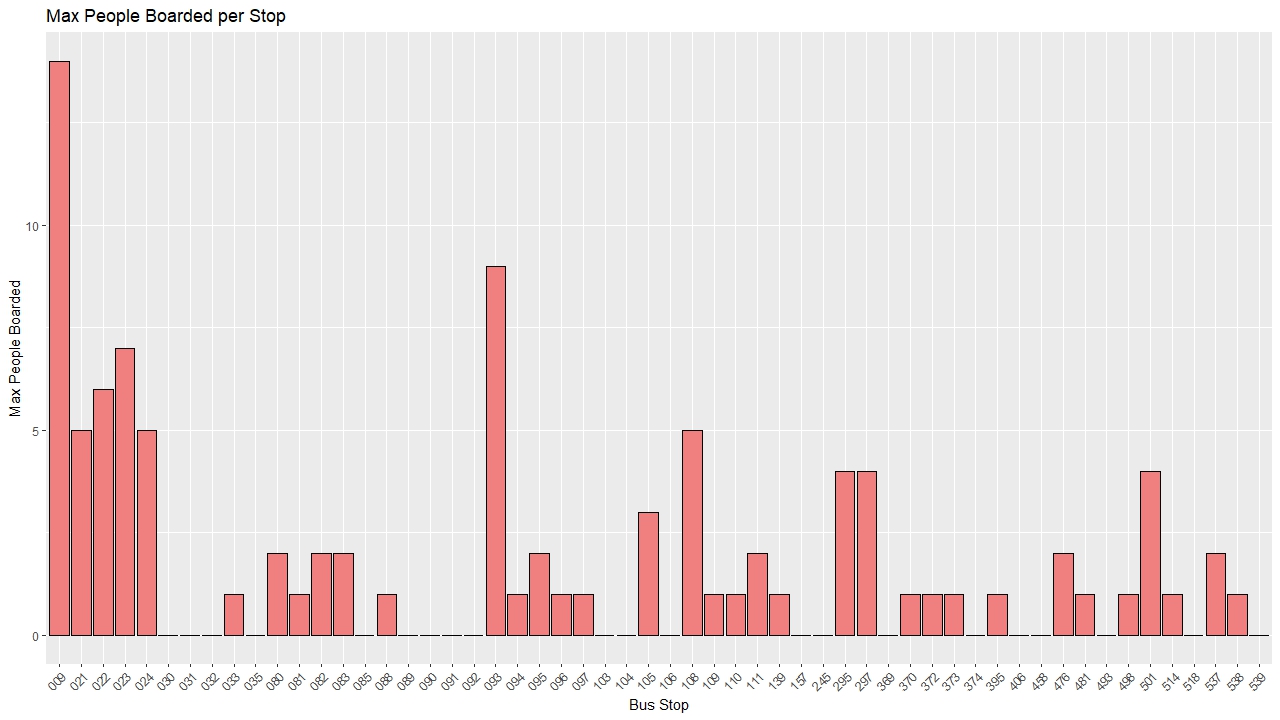 Max People Boarded per Stop
Max People Boarded
10
5
0
009 021 022 023 024 030 031 032 033 035 080 081 082 083 085 088 089 090 091 092 093 094 095 096 097 103 104 105 106 108 109 110 111 139 157 245 295 297 369 370 372 373 374 395 406 458 476 481 493 498 501 514 518 537 538 539
Bus Stop